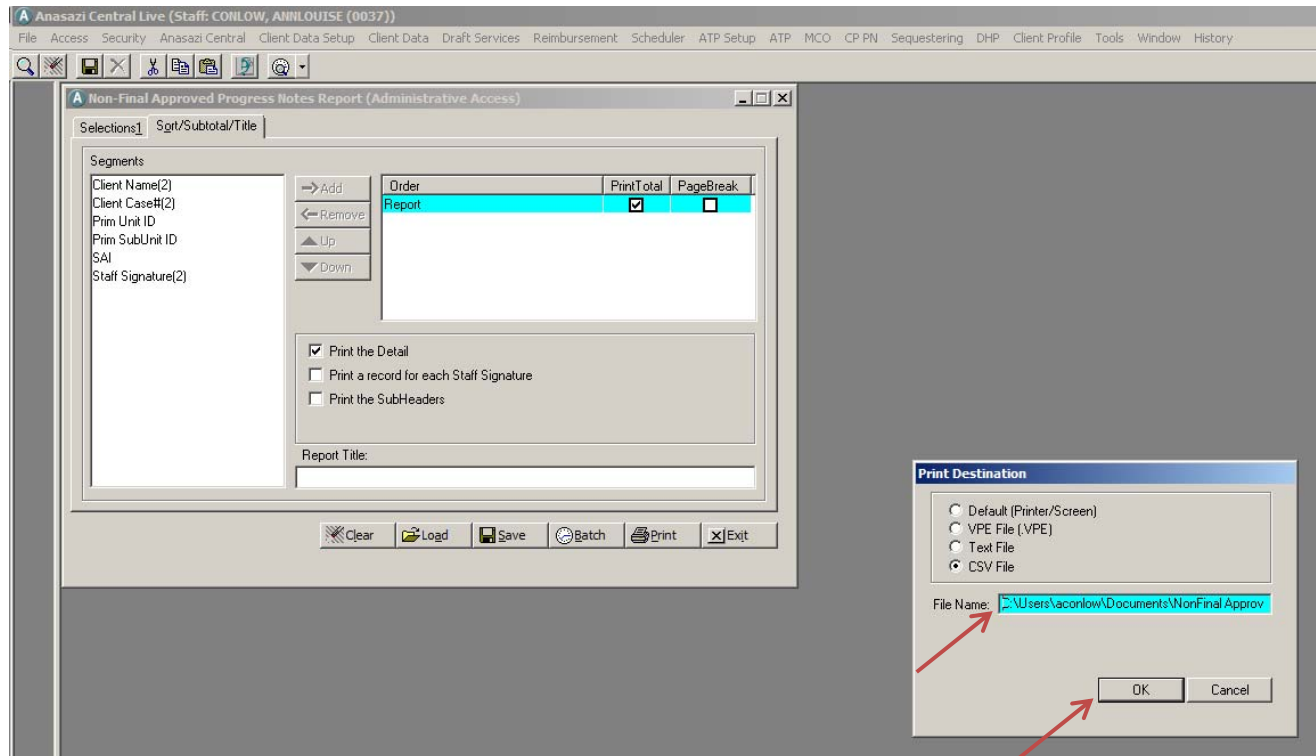 Anasazi Central Live (Staff: CONLOW, ANNLOUISE (0037))
File Access Security Anasazi Central Client Data Setup Client Data Draft Services Reimbursement Scheduler ATP Setup ATP MCO CP PN Sequestering DHP Client Profile Tools Window History
Non-Final Approved Progress Notes Report (Administrative Access)
Selections1 Sort/Subtotal/Title
Segments
Client Name(2)
Client Case#(2)
Prim Unit ID
Prim SubUnit ID
SAI
Staff Signature(2)
Add
Remove
Up
Down
Order PrintTotal PageBreak
Report
Print the Detail
Print a record for each Staff Signature
Print the SubHeaders
Report Title:
Clear Load Save Batch Print Exit
Print Destination
Default (Printer/Screen)
VPE File (.VPE)
Text File
CSV File
File Name: C:\Users\aconlow\Documents\NonFinal Approv
OK Cancel